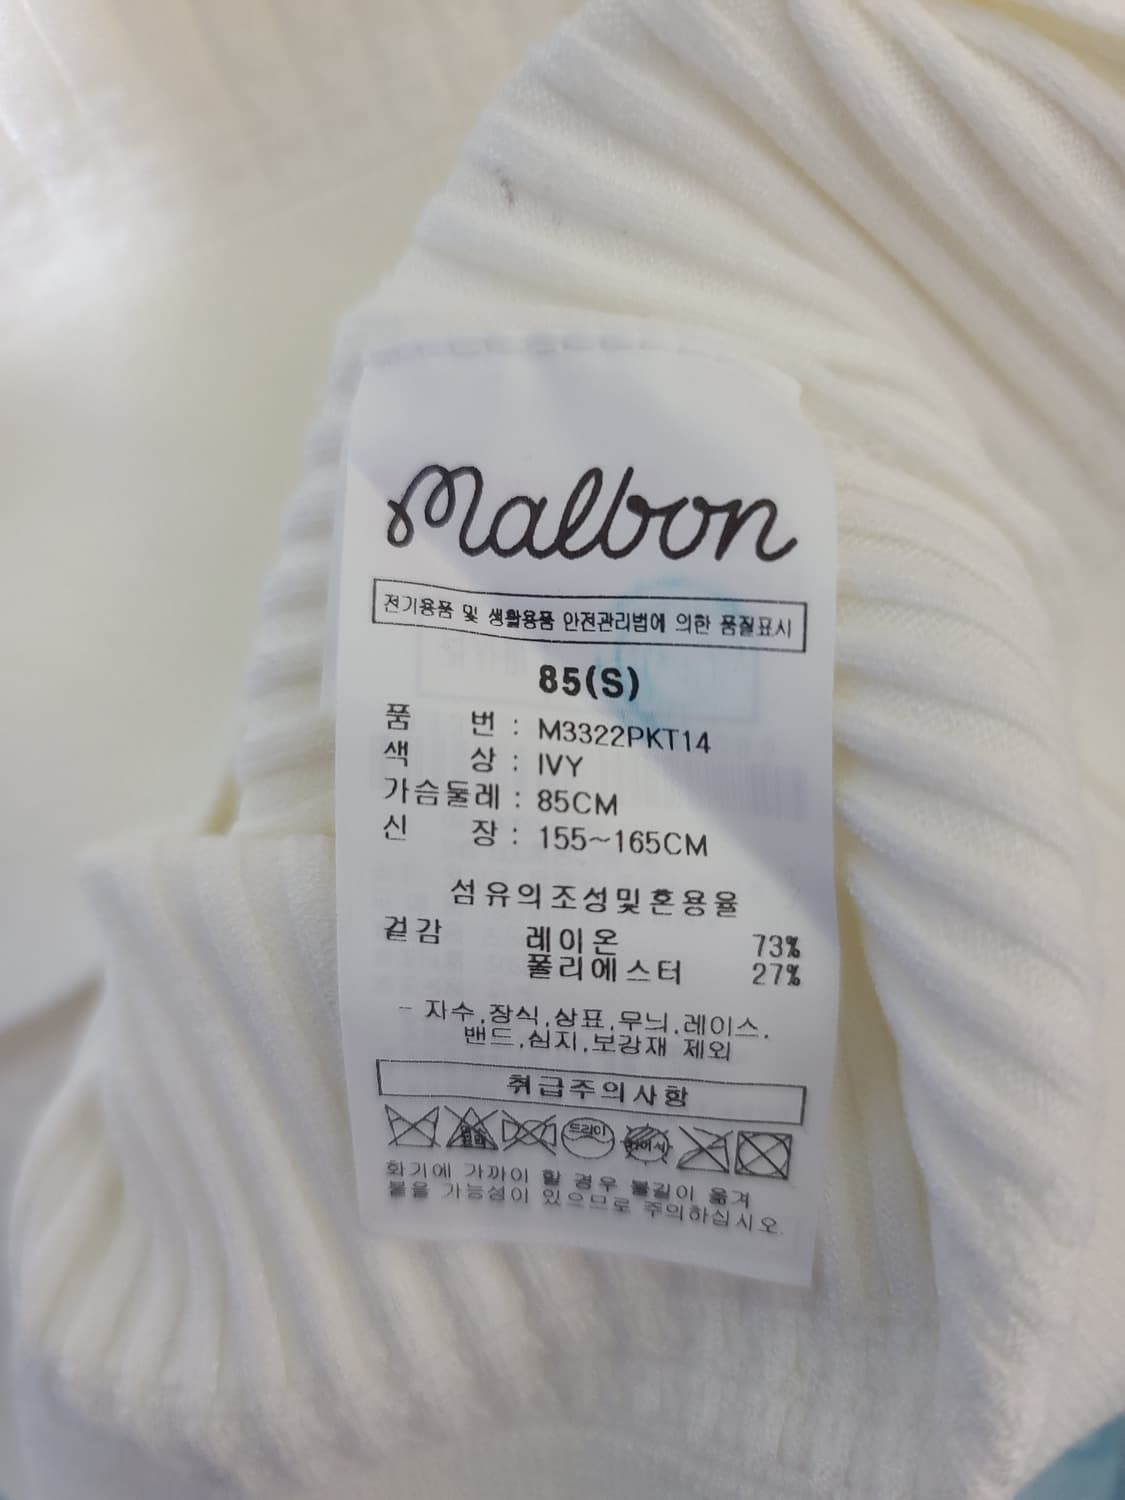 malbon
전기용품 및 생활용품 안전관리법에 의한 품질표시
85(S)
품 번 : M3322PKT14
색 상 : IVY
가슴둘레 : 85CM
신 장 : 155~165CM
섬유의조성및혼용율
겉감 레이온 73%
폴리에스터 27%
- 자수,장식,상표,무늬,레이스,
밴드,심지,보강재 제외
취급주의사항
드라이
화기에 가까이 할 경우 불길이 옮겨
붙을 가능성이 있으므로 주의하십시오.